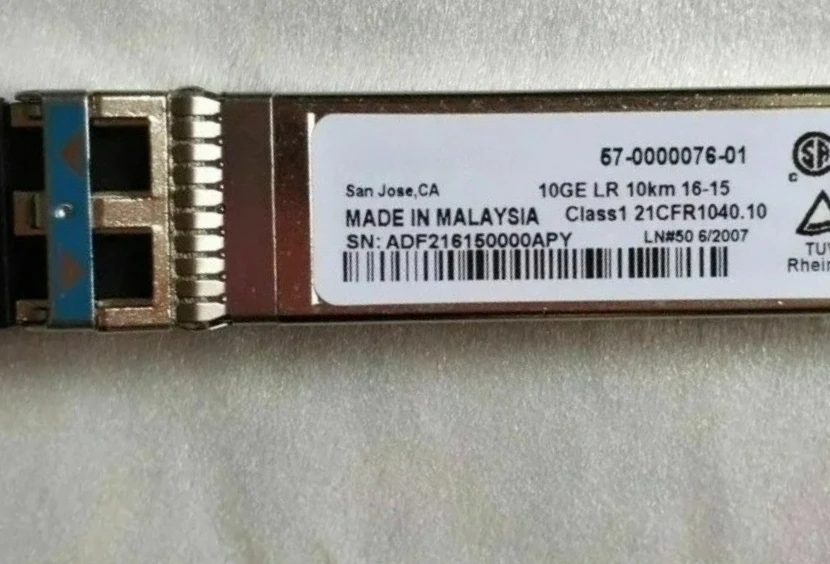 57-0000076-01
San Jose,CA 10GE LR 10km 16-15
MADE IN MALAYSIA Class1 21CFR1040.10
SN: ADF216150000APY LN#50 6/2007
SA
C
TUV
Rhein